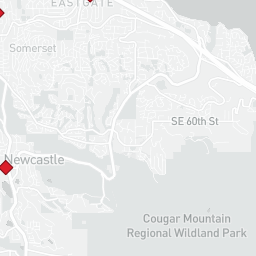 EASTGATE
Somerset
SE 60th St
Newcastle
Cougar Mountain
Regional Wildland Park